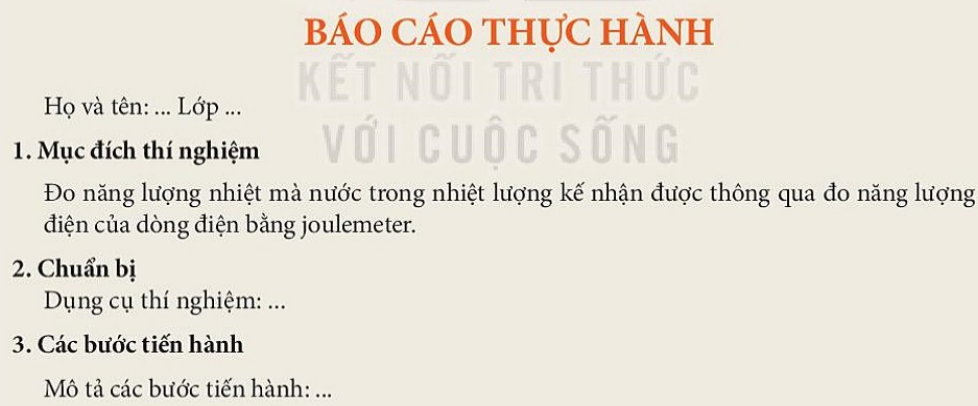 BÁO CÁO THỰC HÀNH
KẾT NỐI TRI THỨC
Họ và tên: ... Lớp ...
VỚI CUỘC SỐNG
1. Mục đích thí nghiệm
Đo năng lượng nhiệt mà nước trong nhiệt lượng kế nhận được thông qua đo năng lượng
điện của dòng điện bằng joulemeter.
2. Chuẩn bị
Dụng cụ thí nghiệm: ...
3. Các bước tiến hành
Mô tả các bước tiến hành: ...